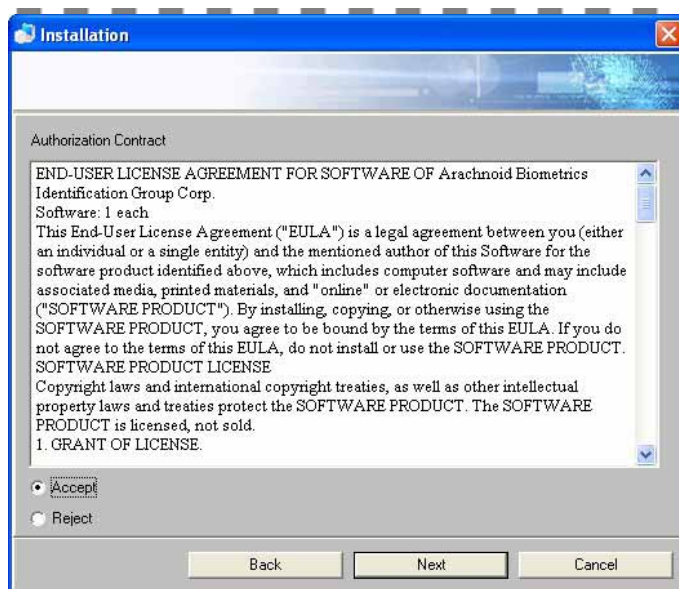 Installation
Authorization Contract
END-USER LICENSE AGREEMENT FOR SOFTWARE OF Arachnoid Biometrics
Identification Group Corp.
Software: 1 each
This End-User License Agreement ("EULA") is a legal agreement between you (either
an individual or a single entity) and the mentioned author of this Software for the
software product identified above, which includes computer software and may include
associated media, printed materials, and "online" or electronic documentation
("SOFTWARE PRODUCT"). By installing, copying, or otherwise using the
SOFTWARE PRODUCT, you agree to be bound by the terms of this EULA. If you do
not agree to the terms of this EULA, do not install or use the SOFTWARE PRODUCT.
SOFTWARE PRODUCT LICENSE
Copyright laws and international copyright treaties, as well as other intellectual
property laws and treaties protect the SOFTWARE PRODUCT. The SOFTWARE
PRODUCT is licensed, not sold.
1. GRANT OF LICENSE.
Accept
Reject
Back
Next
Cancel